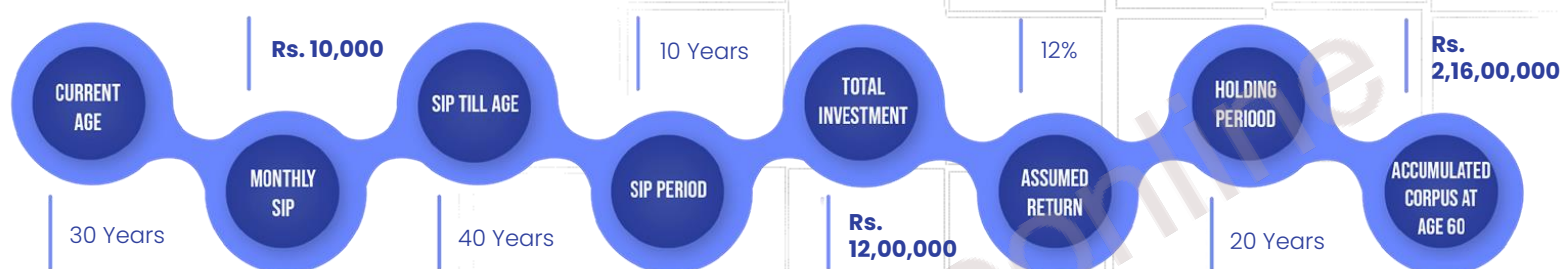 CURRENT
AGE
30 Years
Rs. 10,000
MONTHLY
SIP
SIP TILL AGE
40 Years
10 Years
SIP PERIOD
TOTAL
INVESTMENT
Rs.
12,00,000
12%
ASSUMED
RETURN
HOLDING
PERIOOD
20 Years
Rs.
2,16,00,000
ACCUMULATED
CORPUS AT
AGE 60
online